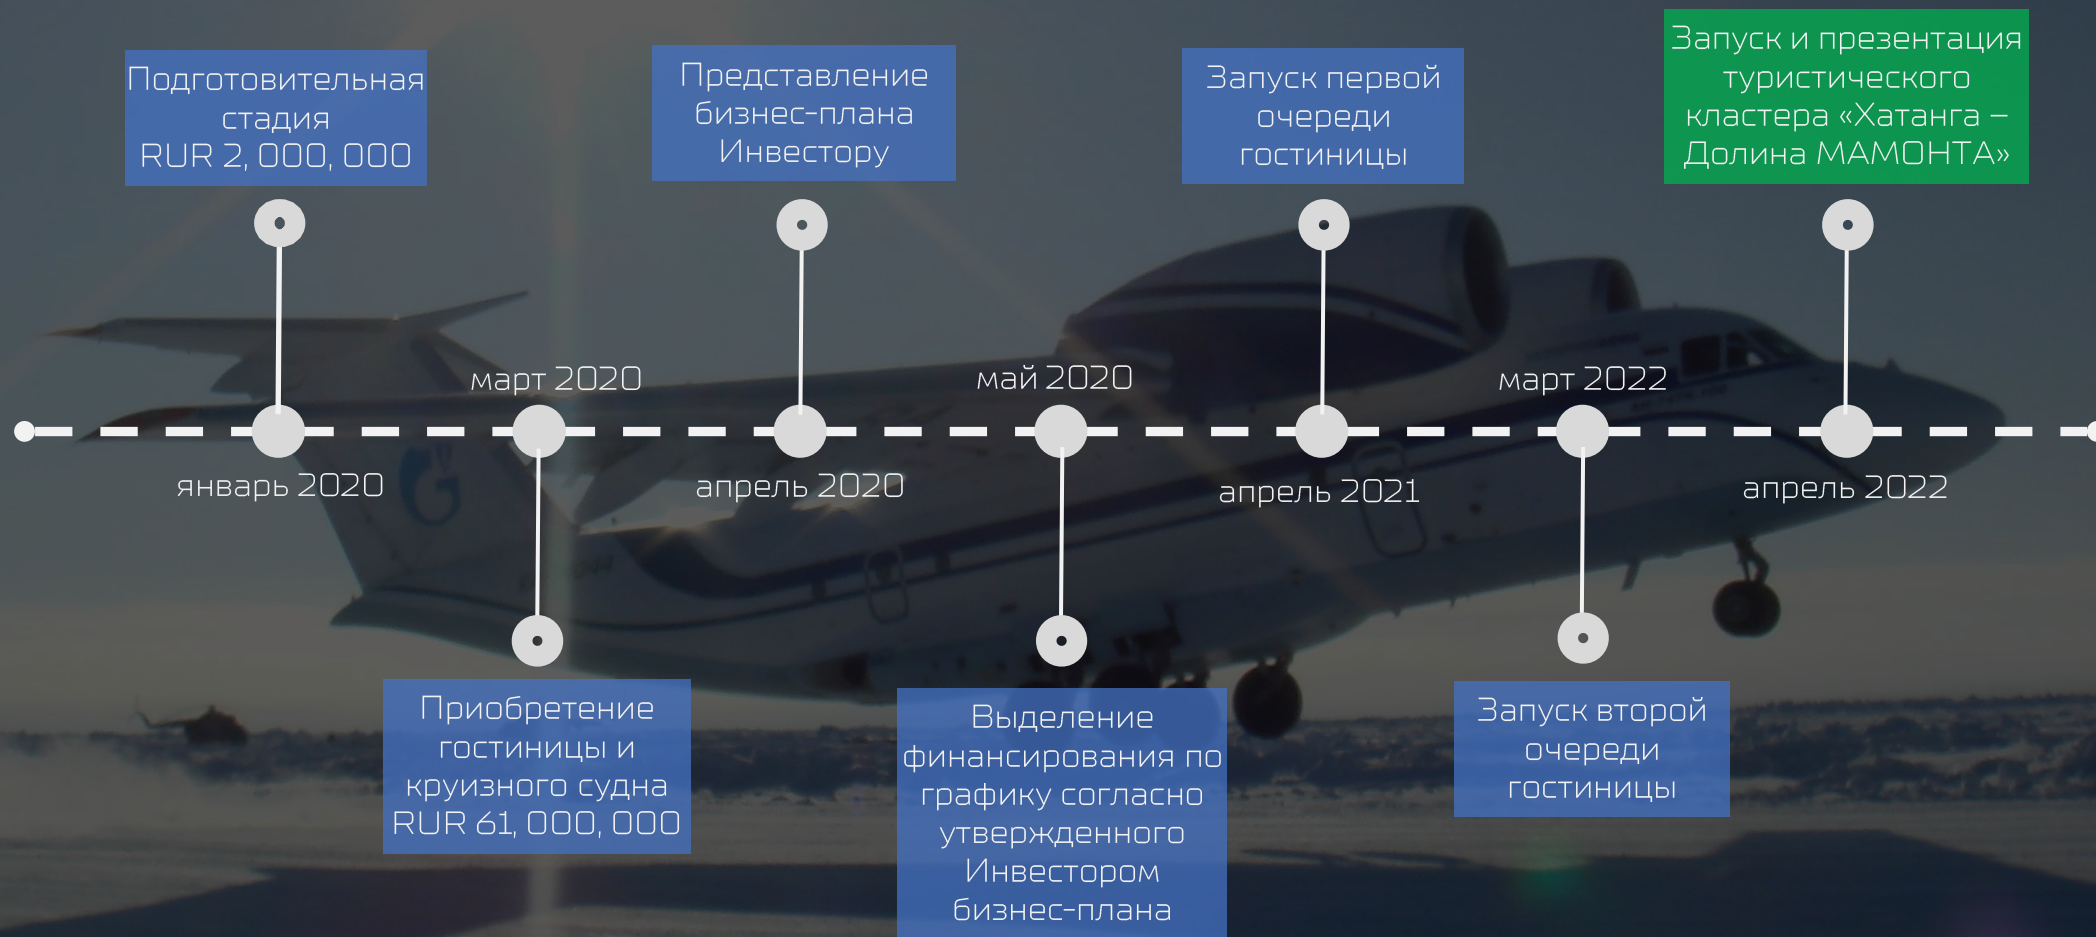 Подготовительная
стадия
RUR 2, 000, 000
Представление
бизнес-плана
Инвестору
Запуск первой
очереди
гостиницы
Запуск и презентация
туристического
кластера «Хатанга –
Долина МАМОНТА»
март 2020
май 2020
март 2022
январь 2020
апрель 2020
апрель 2021
апрель 2022
Приобретение
гостиницы и
круизного судна
RUR 61, 000, 000
Выделение
финансирования по
графику согласно
утвержденного
Инвестором
бизнес-плана
Запуск второй
очереди
гостиницы